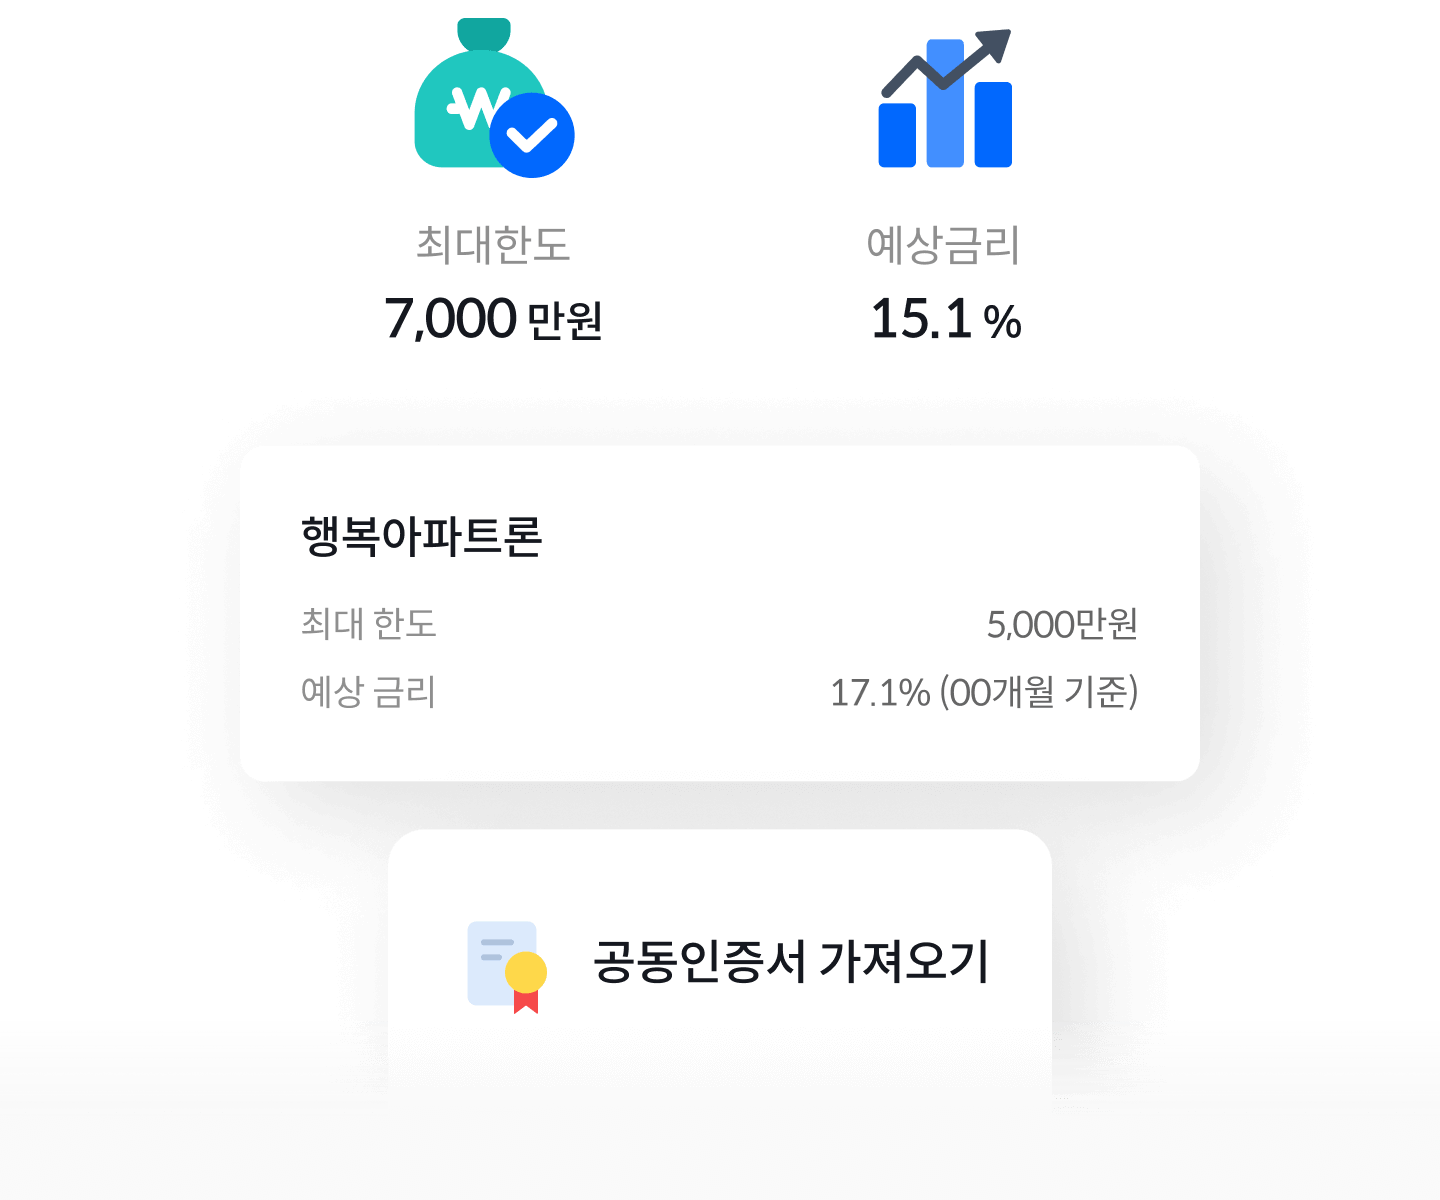 최대한도
7,000 만원
예상금리
15.1 %
행복아파트론
최대 한도 5,000만원
예상 금리 17.1% (00개월 기준)
공동인증서 가져오기